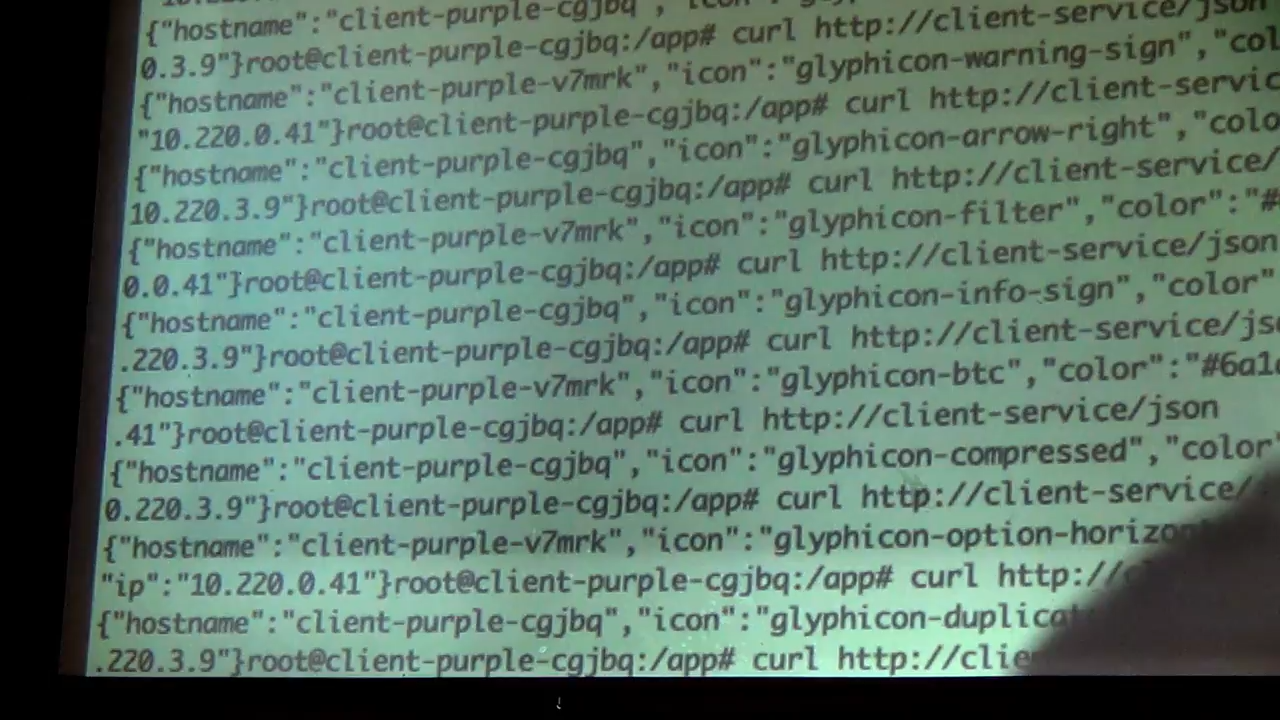 {"hostname":"client-purple-cgjbq",
0.3.9"}root@client-purple-cgjbq:/app# curl http://client-service/json
{"hostname":"client-purple-v7mrk","icon":"glyphicon-warning-sign","col
"10.220.0.41"}root@client-purple-cgjbq:/app# curl http://client-servic
{"hostname":"client-purple-cgjbq","icon":"glyphicon-arrow-right","colo
10.220.3.9"}root@client-purple-cgjbq:/app# curl http://client-service/
{"hostname":"client-purple-v7mrk","icon":"glyphicon-filter","color":"#
0.0.41"}root@client-purple-cgjbq:/app# curl http://client-service/json
{"hostname":"client-purple-cgjbq","icon":"glyphicon-info-sign","color"
.220.3.9"}root@client-purple-cgjbq:/app# curl http://client-service/js
{"hostname":"client-purple-v7mrk","icon":"glyphicon-btc","color":"#6a1
.41"}root@client-purple-cgjbq:/app# curl http://client-service/json
{"hostname":"client-purple-cgjbq","icon":"glyphicon-compressed","color
0.220.3.9"}root@client-purple-cgjbq:/app# curl http://client-service/
{"hostname":"client-purple-v7mrk","icon":"glyphicon-option-horizo
"ip":"10.220.0.41"}root@client-purple-cgjbq:/app# curl http://
{"hostname":"client-purple-cgjbq","icon":"glyphicon-duplica
.220.3.9"}root@client-purple-cgjbq:/app# curl http://clie